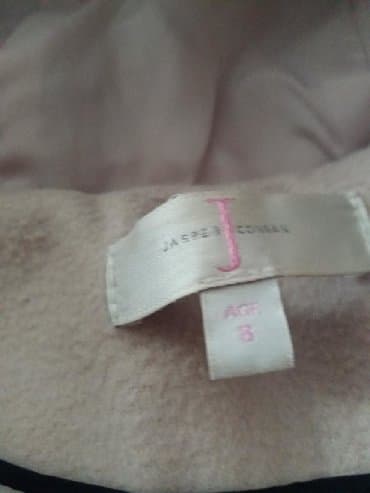 J
JASPER CONRAN
AGE
8